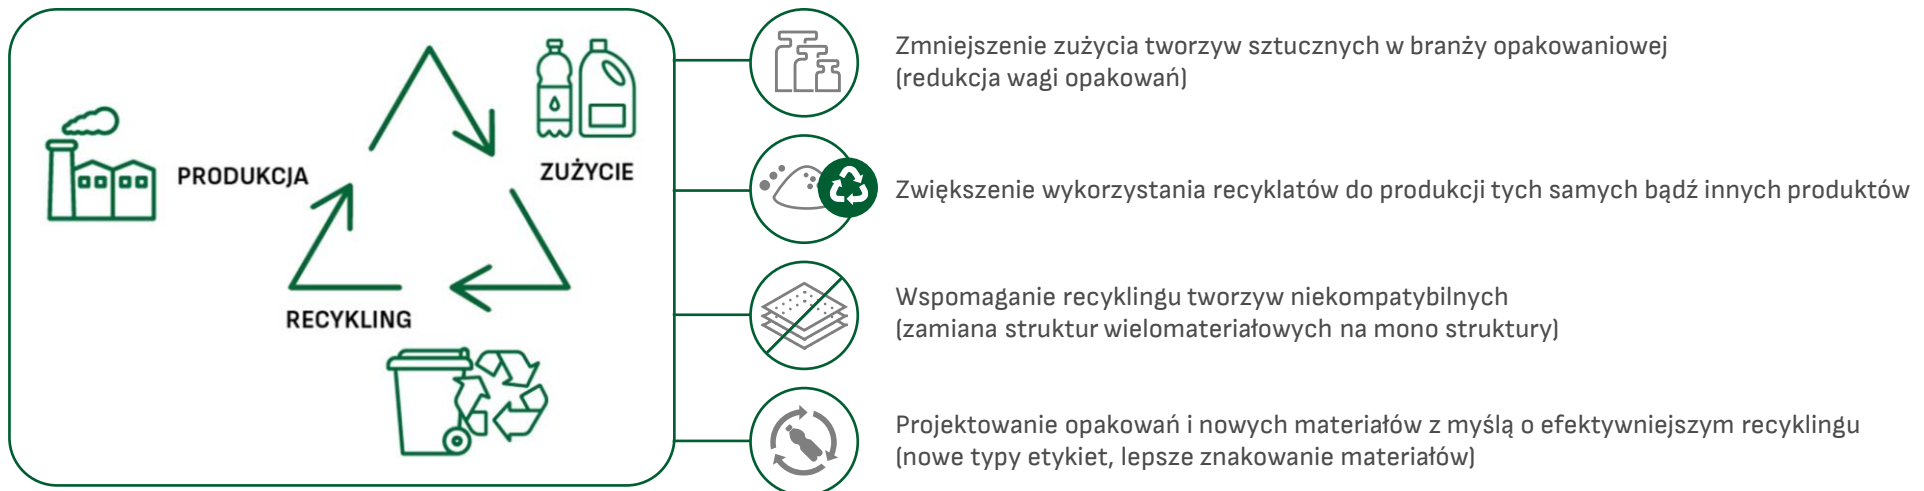 PRODUKCJA
ZUŻYCIE
RECYKLING
Zmniejszenie zużycia tworzyw sztucznych w branży opakowaniowej
(redukcja wagi opakowań)
Zwiększenie wykorzystania recyklatów do produkcji tych samych bądź innych produktów
Wspomaganie recyklingu tworzyw niekompatybilnych
(zamiana struktur wielomateriałowych na mono struktury)
Projektowanie opakowań i nowych materiałów z myślą o efektywniejszym recyklingu
(nowe typy etykiet, lepsze znakowanie materiałów)